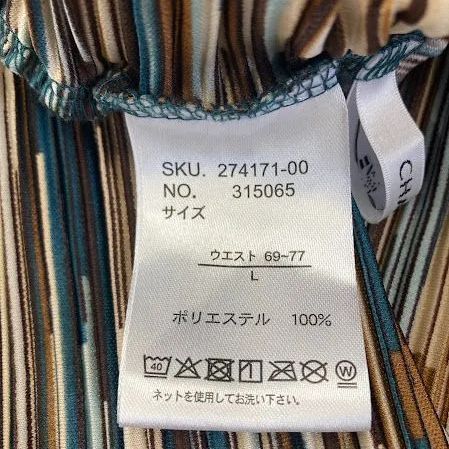 SKU. 274171-00
NO. 315065
サイズ
ウエスト 69~77
L
ポリエステル 100%
40 W
ネットを使用してお洗い下さい。
CH